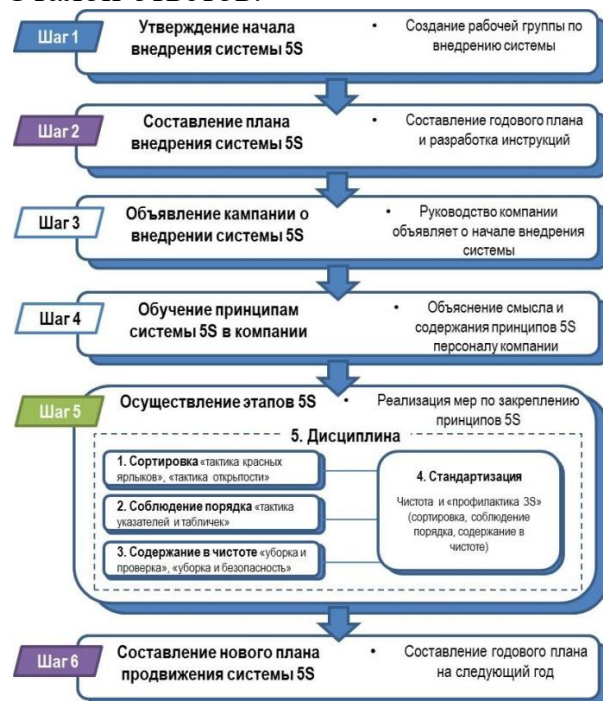 Эталон ответов:
Шаг 1
Утверждение начала
внедрения системы 5S
• Создание рабочей группы по
внедрению системы
Шаг 2
Составление плана
внедрения системы 5S
• Составление годового плана
и разработка инструкций
Шаг 3
Объявление кампании о
внедрении системы 5S
• Руководство компании
объявляет о начале внедрения
системы
Шаг 4
Обучение принципам
системы 5S в компании
• Объяснение смысла и
содержания принципов 5S
персоналу компании
Шаг 5
Осуществление этапов 5S
• Реализация мер по закреплению
принципов 5S
5. Дисциплина
1. Сортировка «тактика красных
ярлыков», «тактика открытости»
2. Соблюдение порядка «тактика
указателей и табличек»
3. Содержание в чистоте «уборка и
проверка», «уборка и безопасность»
4. Стандартизация
Чистота и «профилактика 3S»
(сортировка, соблюдение
порядка, содержание в
чистоте)
Шаг 6
Составление нового плана
продвижения системы 5S
• Составление годового плана
на следующий год